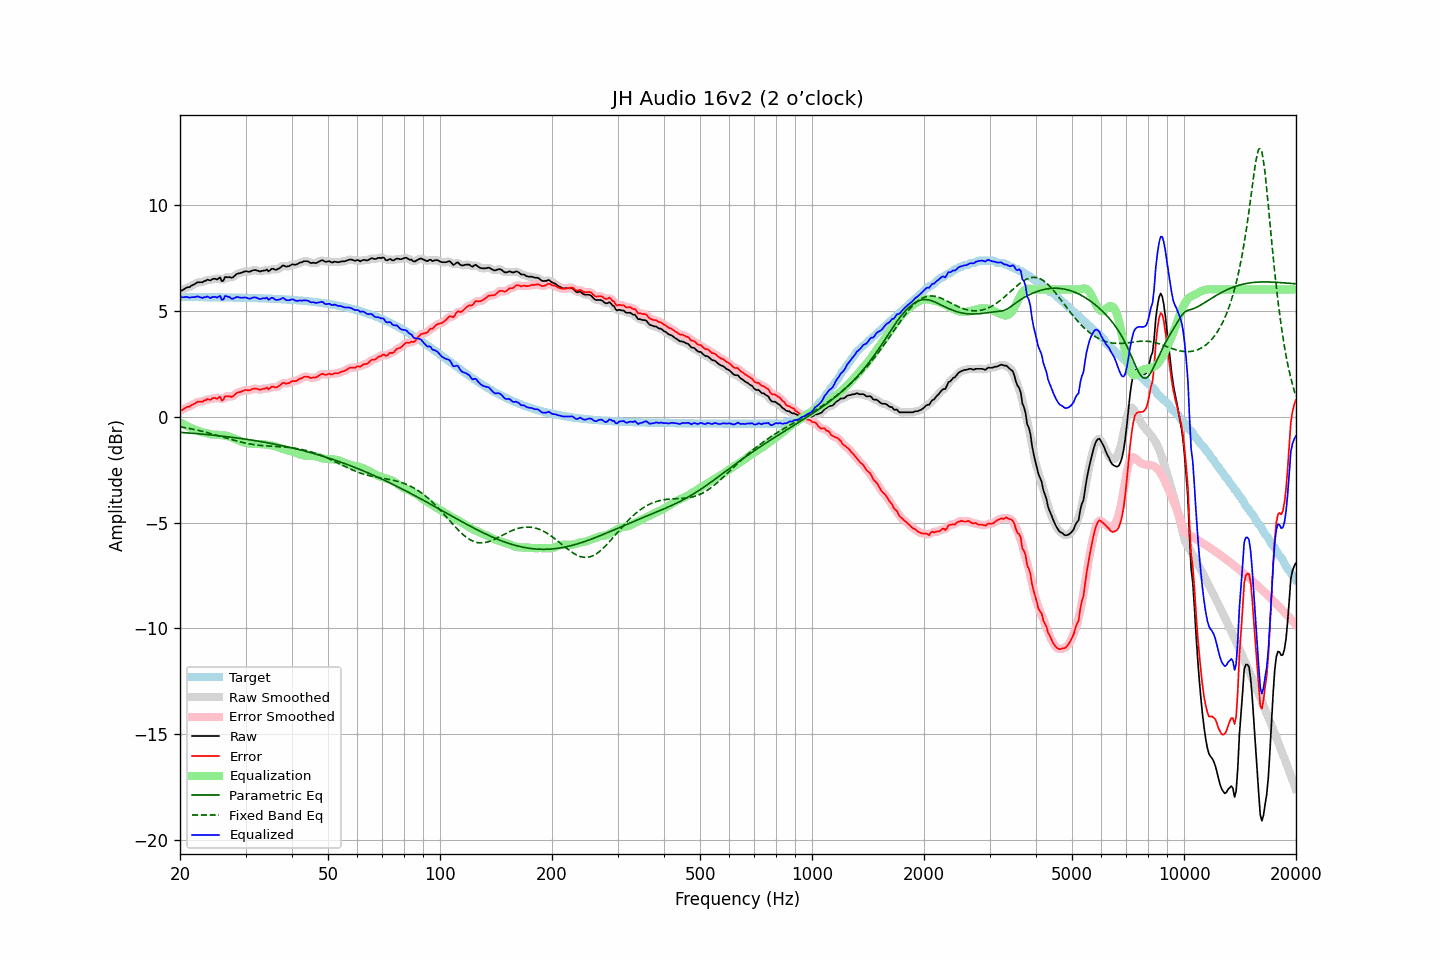 JH Audio 16v2 (2 o’clock)
Amplitude (dBr)
10
5
0
−5
−10
−15
−20
Target
Raw Smoothed
Error Smoothed
Raw
Error
Equalization
Parametric Eq
Fixed Band Eq
Equalized
20
50
100
200
500
1000
2000
5000
10000
20000
Frequency (Hz)